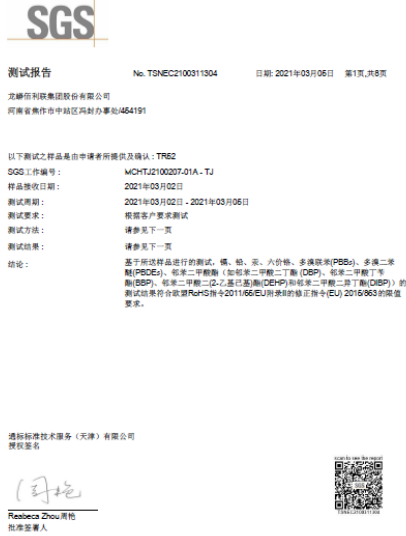 SGS
测试报告 No. TSNEC2100311304 日期: 2021年03月05日 第1页,共8页
龙蟒佰利联集团股份有限公司
河南省焦作市中站区冯封办事处/454191
以下测试之样品是由申请者所提供及确认 : TR52
SGS工作编号 : MCHTJ2100207-01A - TJ
样品接收日期 : 2021年03月02日
测试周期 : 2021年03月02日 - 2021年03月05日
测试要求 : 根据客户要求测试
测试方法 : 请参见下一页
测试结果 : 请参见下一页
结论 : 基于所送样品进行的测试，镉、铅、汞、六价铬、多溴联苯(PBBs)、多溴二苯
醚(PBDEs)、邻苯二甲酸酯（如邻苯二甲酸二丁酯 (DBP)、邻苯二甲酸丁苄
酯(BBP)、邻苯二甲酸二(2-乙基己基)酯(DEHP)和邻苯二甲酸二异丁酯(DIBP)）的
测试结果符合欧盟RoHS指令2011/65/EU附录II的修正指令(EU) 2015/863的限值
要求。
通标标准技术服务（天津）有限公司
授权签名
scan to see the report
SGS
TSNEC2100311304
周艳
Reabeca Zhou周艳
批准签署人